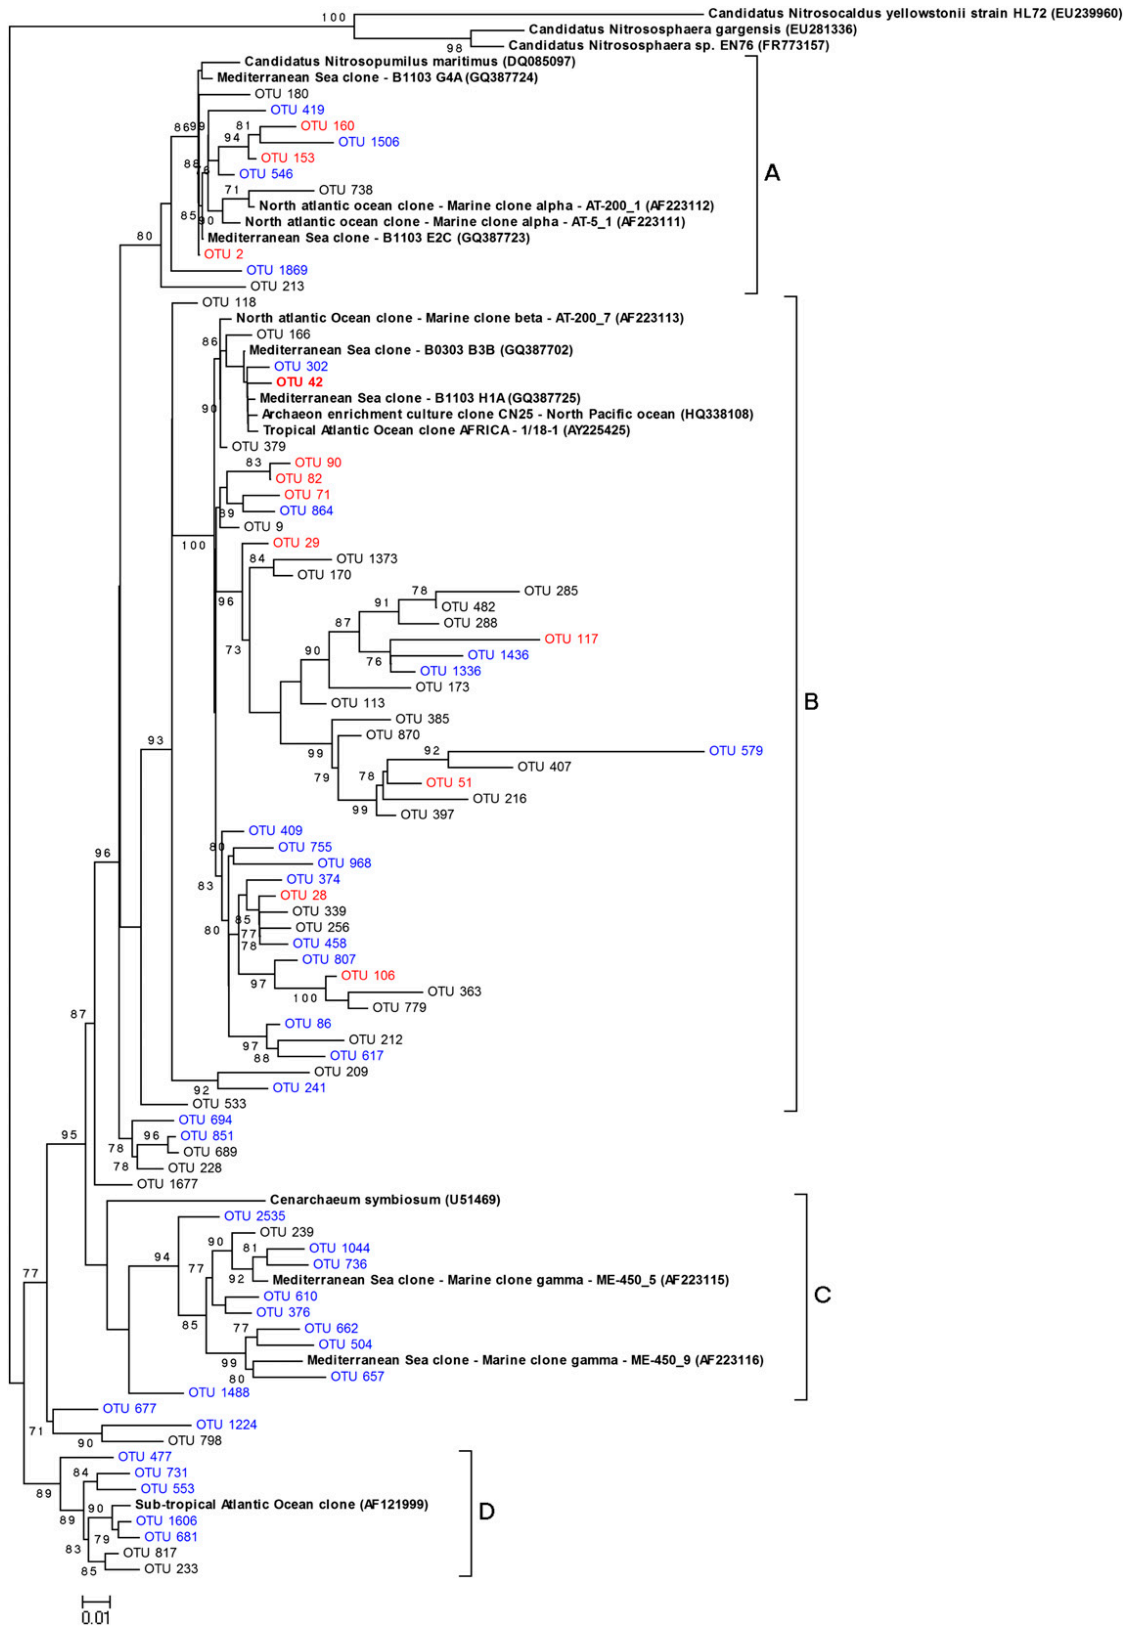 100
Candidatus Nitrosocaldus yellowstonii strain HL72 (EU239960)
Candidatus Nitrososphaera gargensis (EU281336)
98
Candidatus Nitrososphaera sp. EN76 (FR773157)
Candidatus Nitrosopumilus maritimus (DQ085097)
Mediterranean Sea clone - B1103 G4A (GQ387724)
OTU 180
OTU 419
86 99 81 OTU 160
94 OTU 1506
OTU 153
88 76 OTU 546
A
71 OTU 738
North atlantic ocean clone - Marine clone alpha - AT-200_1 (AF223112)
85 90 North atlantic ocean clone - Marine clone alpha - AT-5_1 (AF223111)
80 Mediterranean Sea clone - B1103 E2C (GQ387723)
OTU 2
OTU 1869
OTU 213
OTU 118
North atlantic Ocean clone - Marine clone beta - AT-200_7 (AF223113)
86 OTU 166
Mediterranean Sea clone - B0303 B3B (GQ387702)
OTU 302
OTU 42
Mediterranean Sea clone - B1103 H1A (GQ387725)
90 Archaeon enrichment culture clone CN25 - North Pacific ocean (HQ338108)
Tropical Atlantic Ocean clone AFRICA - 1/18-1 (AY225425)
OTU 379
83 OTU 90
OTU 82
OTU 71
89 OTU 864
OTU 9
100 OTU 29
84 OTU 1373
OTU 170
78 OTU 285
96 91 OTU 482
OTU 288
87 OTU 117
73 90 76 OTU 1436
OTU 1336
OTU 173
OTU 113
B
OTU 385
OTU 870
93 99 92 OTU 579
OTU 407
79 78 OTU 51
OTU 216
99 OTU 397
OTU 409
80 OTU 755
96 OTU 968
83 OTU 374
OTU 28
OTU 339
80 85 77 OTU 256
78 OTU 458
OTU 807
97 OTU 106
100 OTU 363
OTU 779
87 OTU 86
97 OTU 212
88 OTU 617
OTU 209
92 OTU 241
OTU 533
OTU 694
95 96 OTU 851
78 OTU 689
78 OTU 228
OTU 1677
Cenarchaeum symbiosum (U51469)
OTU 2535
OTU 239
90 81 OTU 1044
94 77 OTU 736
77 92 Mediterranean Sea clone - Marine clone gamma - ME-450_5 (AF223115)
OTU 610
C
OTU 376
85 77 OTU 662
OTU 504
99 Mediterranean Sea clone - Marine clone gamma - ME-450_9 (AF223116)
80 OTU 657
OTU 1488
OTU 677
71 OTU 1224
90 OTU 798
OTU 477
84 OTU 731
89 OTU 553
90 Sub-tropical Atlantic Ocean clone (AF121999)
D
89 OTU 1606
79 OTU 681
83 OTU 817
85 OTU 233
0.01